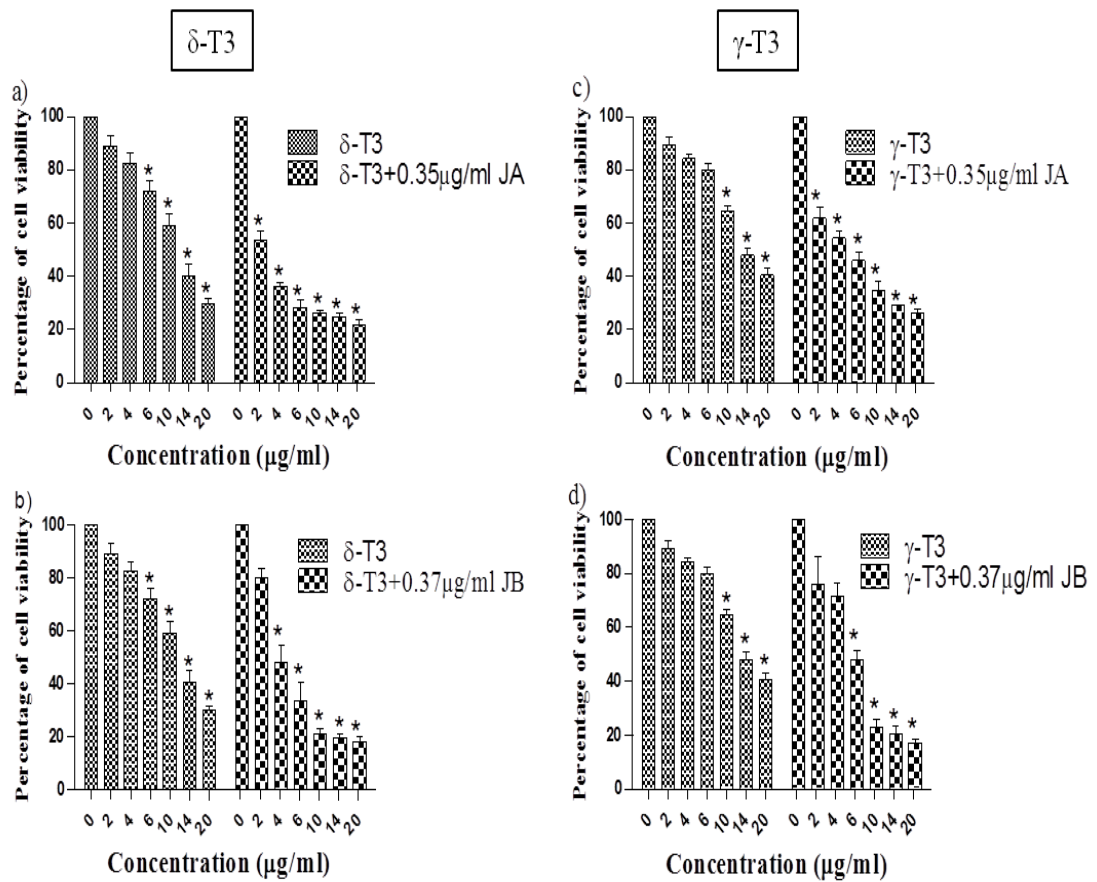 δ-T3
γ-T3
a)
Percentage of cell viability
100
80
60
40
20
0
* * * *
* * * * * *
δ-T3
δ-T3+0.35µg/ml JA
0 2 4 6 10 14 20 0 2 4 6 10 14 20
Concentration (µg/ml)
c)
Percentage of cell viability
100
80
60
40
20
0
* * *
* * * * * *
γ-T3
γ-T3+0.35µg/ml JA
0 2 4 6 10 14 20 0 2 4 6 10 14 20
Concentration (µg/ml)
b)
Percentage of cell viability
100
80
60
40
20
0
* * * *
* * * * *
δ-T3
δ-T3+0.37µg/ml JB
0 2 4 6 10 14 20 0 2 4 6 10 14 20
Concentration (µg/ml)
d)
Percentage of cell viability
100
80
60
40
20
0
* * *
* * * *
γ-T3
γ-T3+0.37µg/ml JB
0 2 4 6 10 14 20 0 2 4 6 10 14 20
Concentration (µg/ml)